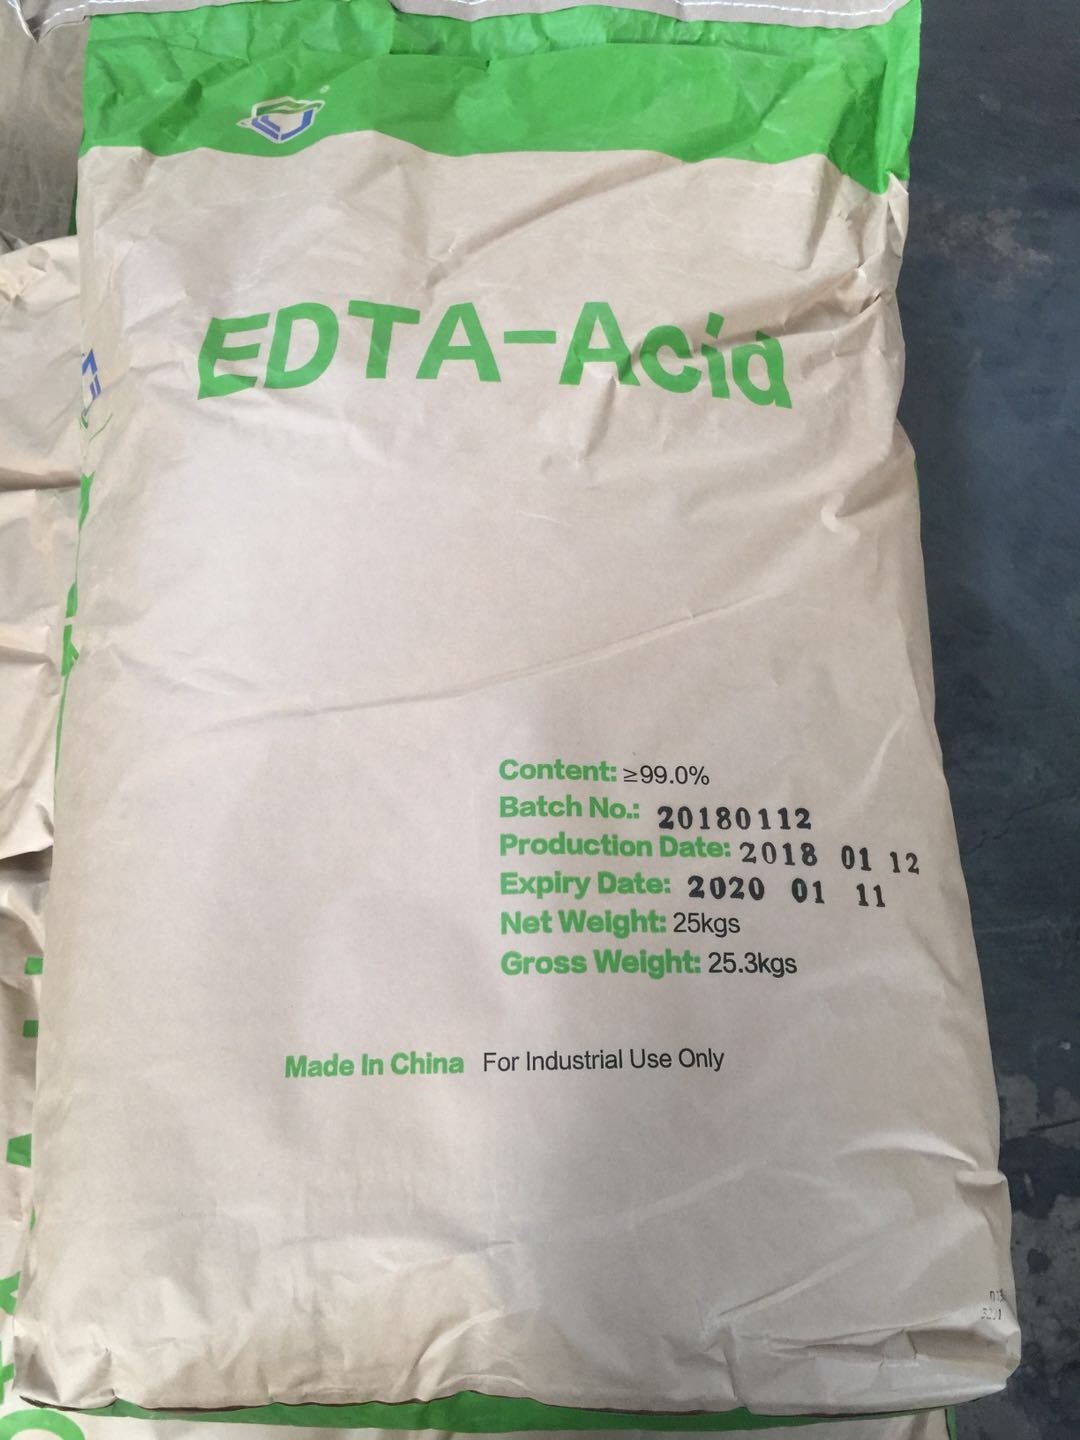 EDTA-Acid
Content: ≥99.0%
Batch No.: 20180112
Production Date: 2018 01 12
Expiry Date: 2020 01 11
Net Weight: 25kgs
Gross Weight: 25.3kgs
Made In China For Industrial Use Only